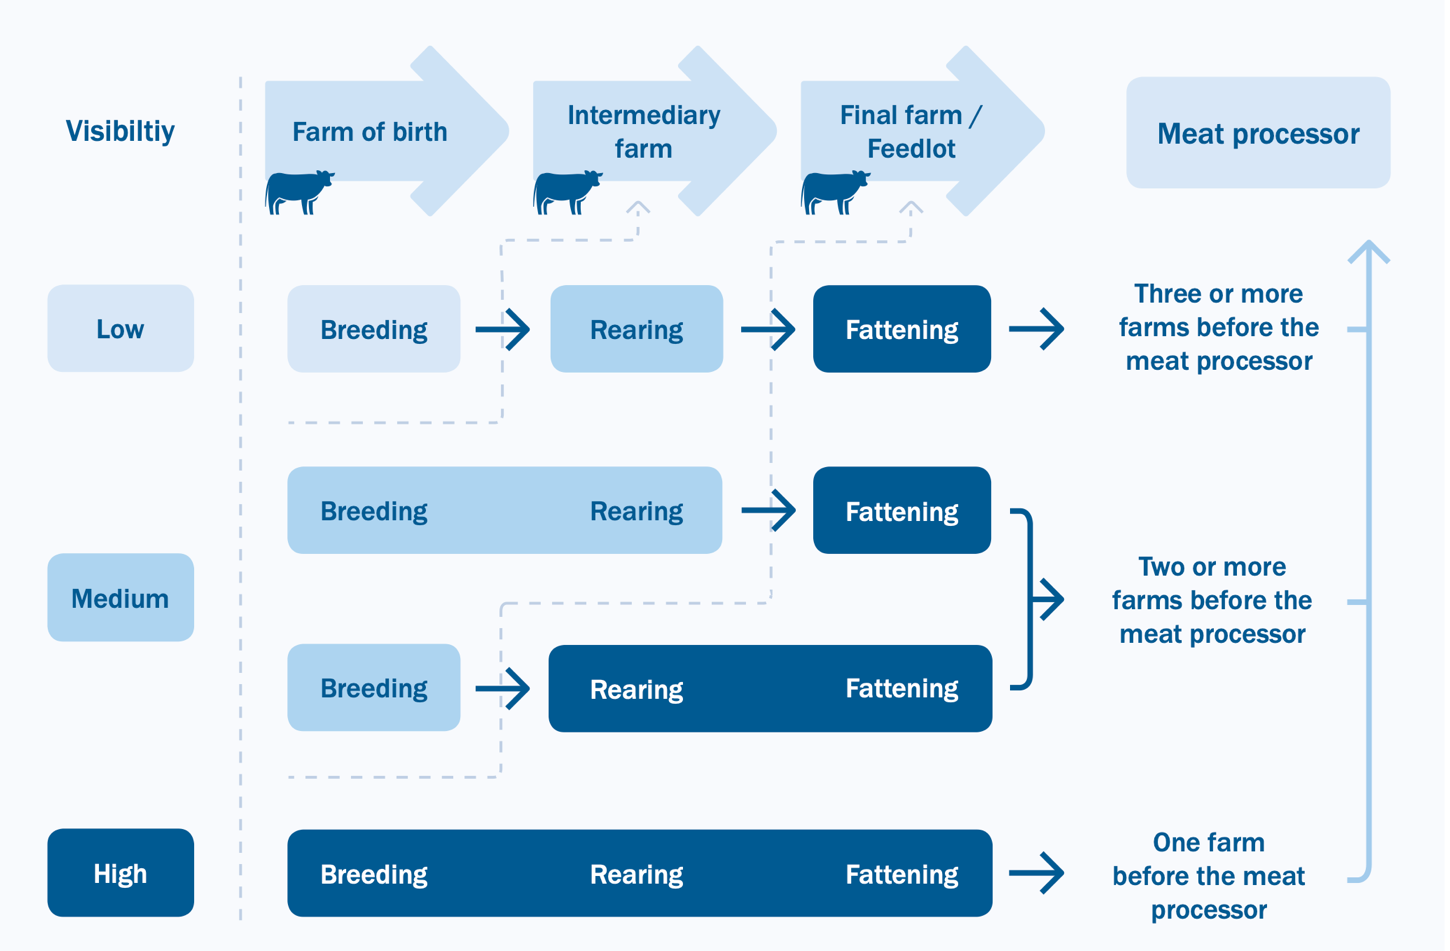 Visibiltiy
Farm of birth
Intermediary
farm
Final farm /
Feedlot
Meat processor
Low
Breeding
Rearing
Fattening
Three or more
farms before the
meat processor
Medium
Breeding
Rearing
Fattening
Breeding
Rearing
Fattening
Two or more
farms before the
meat processor
High
Breeding
Rearing
Fattening
One farm
before the meat
processor